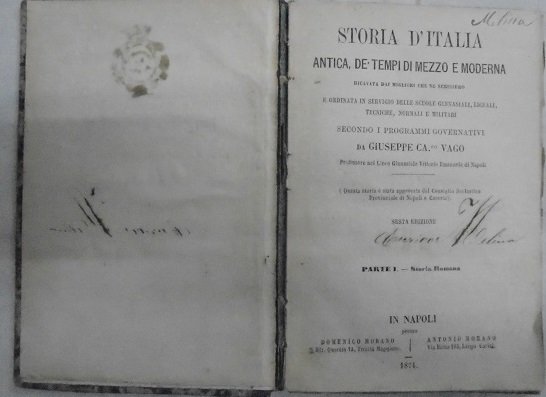 Melina
STORIA D'ITALIA
ANTICA, DE' TEMPI DI MEZZO E MODERNA
RICAVATA DAI MIGLIORI CHE NE SCRISSERO
E ORDINATA IN SERVIGIO DELLE SCUOLE GINNASIALI, LICEALI,
TECNICHE, NORMALI E MILITARI
SECONDO I PROGRAMMI GOVERNATIVI
DA GIUSEPPE CA.co VAGO
Professore nel Liceo Ginnasiale Vittorio Emanuele di Napoli
( Questa storia è stata approvata dal Consiglio Scolastico
Provinciale di Napoli e Caserta).
SESTA EDIZIONE
Melina
PARTE I. — Storia Romana
IN NAPOLI
presso
DOMENICO MORANO
ANTONIO MORANO
1871.